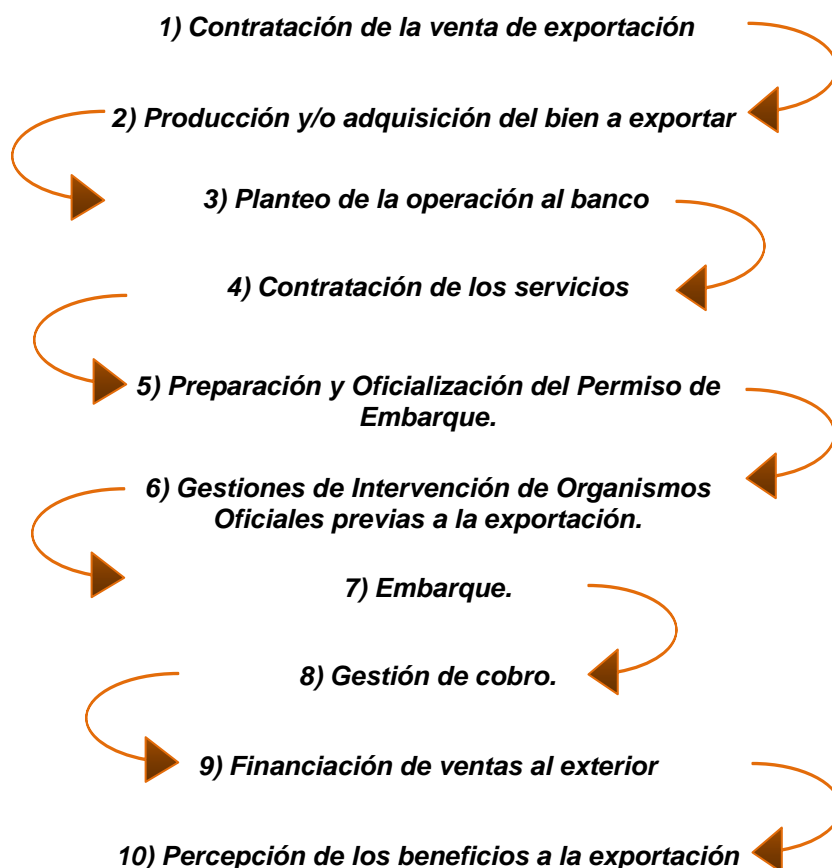 1) Contratación de la venta de exportación
2) Producción y/o adquisición del bien a exportar
3) Planteo de la operación al banco
4) Contratación de los servicios
5) Preparación y Oficialización del Permiso de
Embarque.
6) Gestiones de Intervención de Organismos
Oficiales previas a la exportación.
7) Embarque.
8) Gestión de cobro.
9) Financiación de ventas al exterior
10) Percepción de los beneficios a la exportación